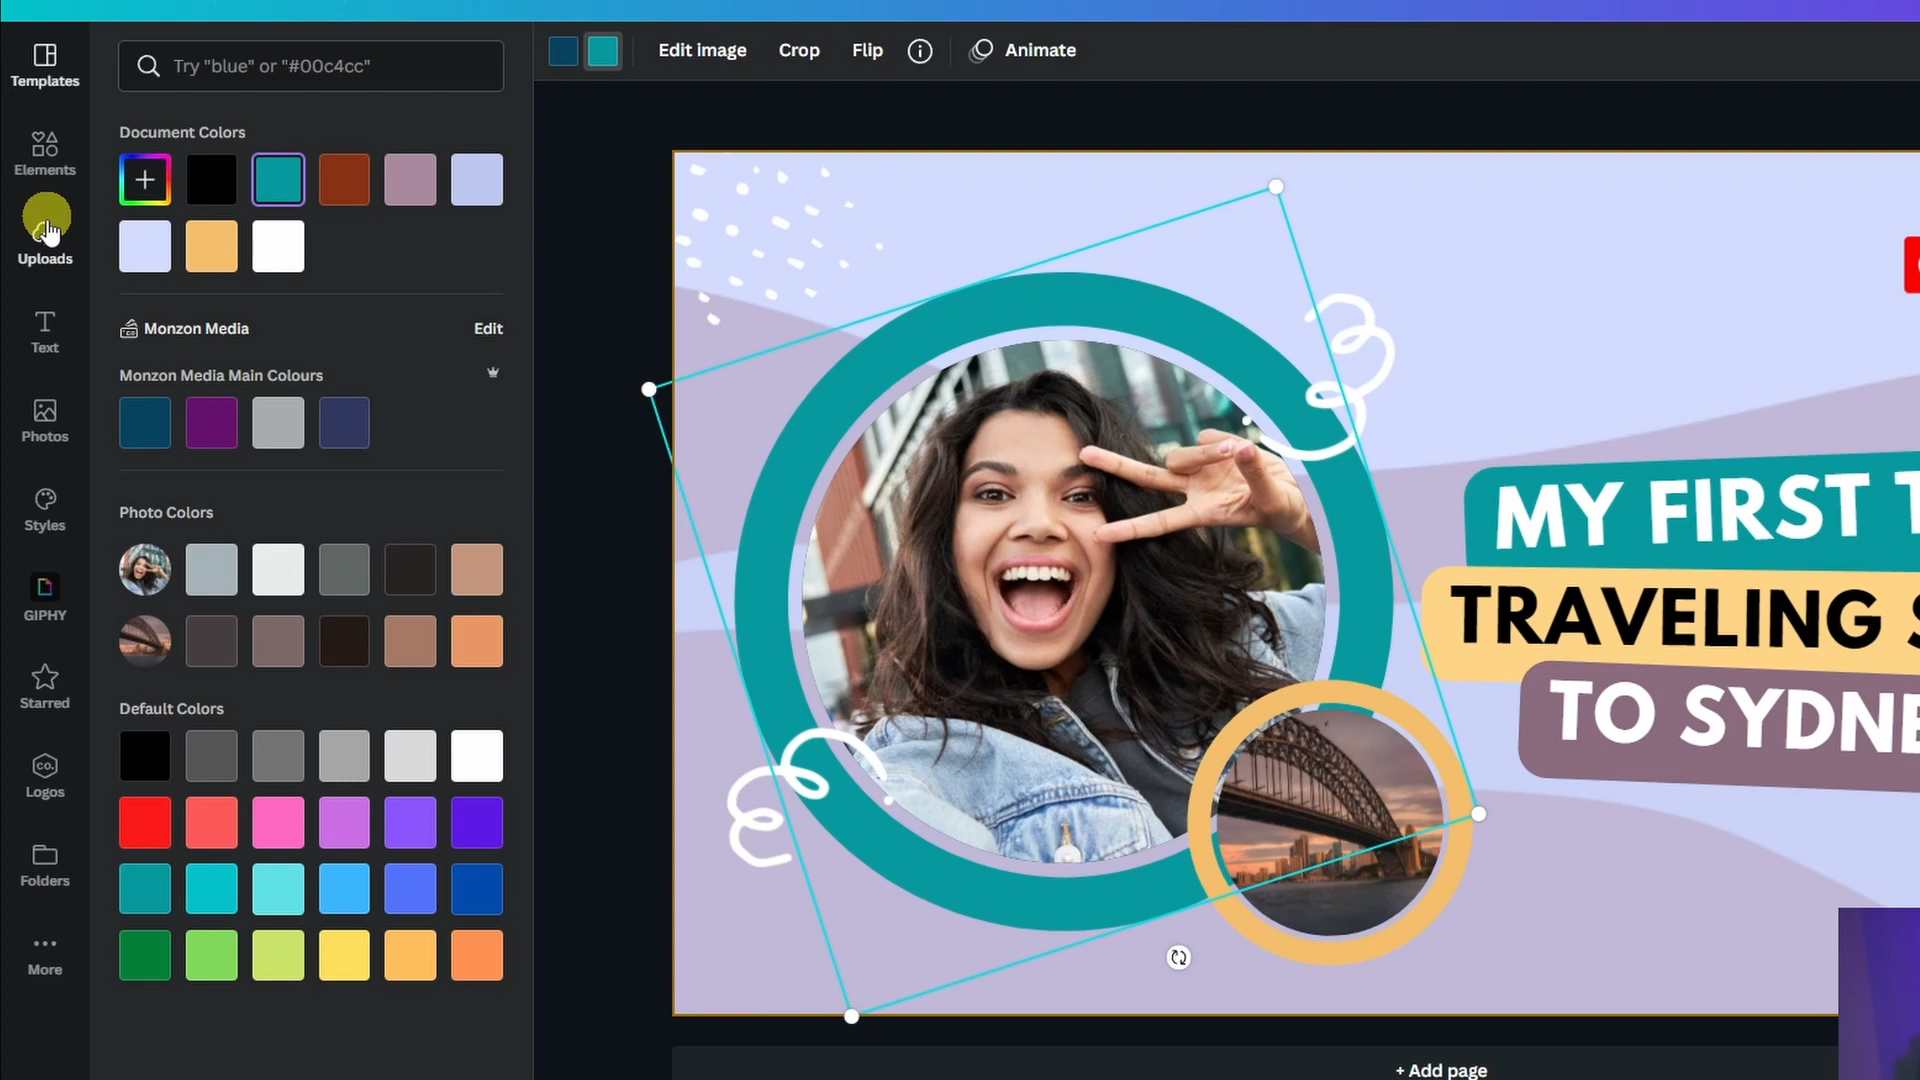 Templates
Elements
Uploads
Text
Photos
Styles
GIPHY
Starred
CO.
Logos
Folders
More
Try "blue" or "#00c4cc"
Document Colors
Monzon Media
Edit
Monzon Media Main Colours
Photo Colors
Default Colors
Edit image
Crop
Flip
Animate
MY FIRST T
TRAVELING S
TO SYDNE
+ Add page